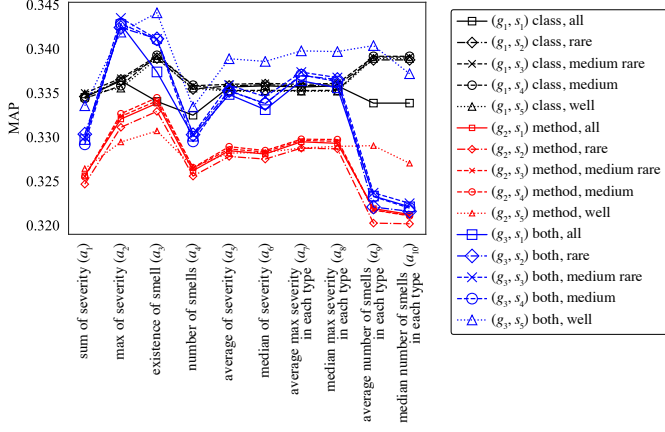 0.345
0.340
0.335
0.330
0.325
0.320
MAP
sum of severity (a₁)
max of severity (a₂)
existence of smell (a₃)
number of smells (a₄)
average of severity (a₅)
median of severity (a₆)
average max severity (a₇)
in each type
median max severity (a₈)
in each type
average number of smells (a₉)
in each type
median number of smells (a₁₀)
in each type
(g₁, s₁) class, all
(g₁, s₂) class, rare
(g₁, s₃) class, medium rare
(g₁, s₄) class, medium
(g₁, s₅) class, well
(g₂, s₁) method, all
(g₂, s₂) method, rare
(g₂, s₃) method, medium rare
(g₂, s₄) method, medium
(g₂, s₅) method, well
(g₃, s₁) both, all
(g₃, s₂) both, rare
(g₃, s₃) both, medium rare
(g₃, s₄) both, medium
(g₃, s₅) both, well